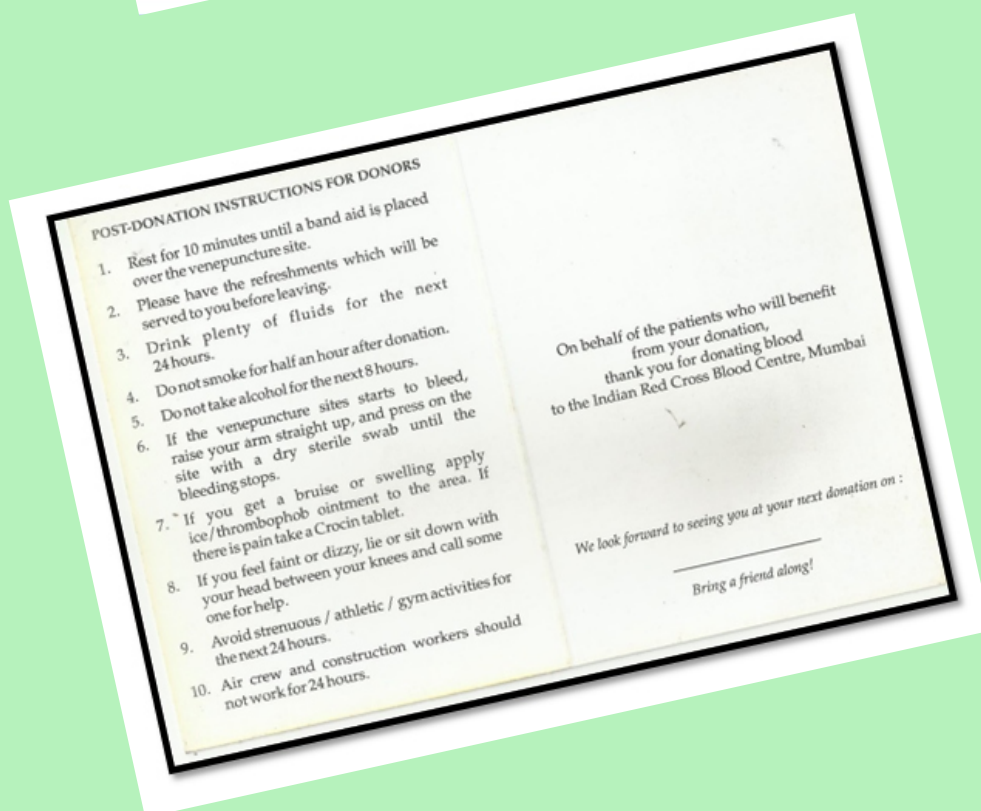 POST-DONATION INSTRUCTIONS FOR DONORS
1. Rest for 10 minutes until a band aid is placed
over the venepuncture site.
2. Please have the refreshments which will be
served to you before leaving.
3. Drink plenty of fluids for the next
24 hours.
4. Do not smoke for half an hour after donation.
5. Do not take alcohol for the next 8 hours.
6. If the venepuncture sites starts to bleed,
raise your arm straight up, and press on the
site with a dry sterile swab until the
bleeding stops.
7. If you get a bruise or swelling apply
ice/thrombophob ointment to the area. If
there is pain take a Crocin tablet.
8. If you feel faint or dizzy, lie or sit down with
your head between your knees and call some
one for help.
9. Avoid strenuous / athletic / gym activities for
the next 24 hours.
10. Air crew and construction workers should
not work for 24 hours.
On behalf of the patients who will benefit
from your donation,
thank you for donating blood
to the Indian Red Cross Blood Centre, Mumbai
We look forward to seeing you at your next donation on :
Bring a friend along!